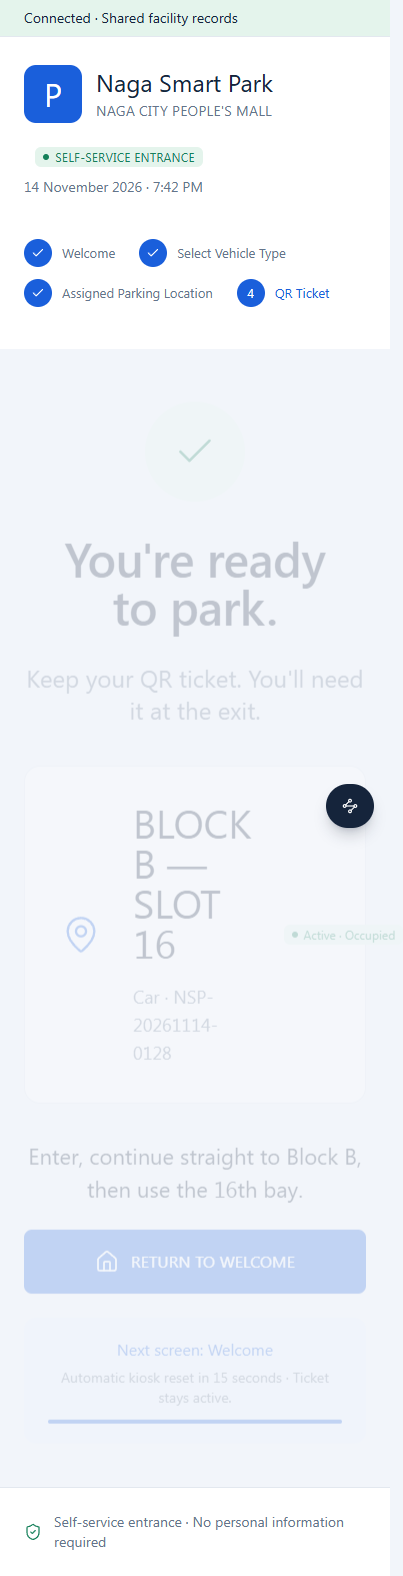 Connected · Shared facility records
P
Naga Smart Park
NAGA CITY PEOPLE'S MALL
SELF-SERVICE ENTRANCE
14 November 2026 · 7:42 PM
Welcome
Select Vehicle Type
Assigned Parking Location
4 QR Ticket
You're ready
to park.
Keep your QR ticket. You'll need
it at the exit.
BLOCK
B —
SLOT
16
Active · Occupied
Car · NSP-
20261114-
0128
Enter, continue straight to Block B,
then use the 16th bay.
RETURN TO WELCOME
Next screen: Welcome
Automatic kiosk reset in 15 seconds · Ticket
stays active.
Self-service entrance · No personal information
required